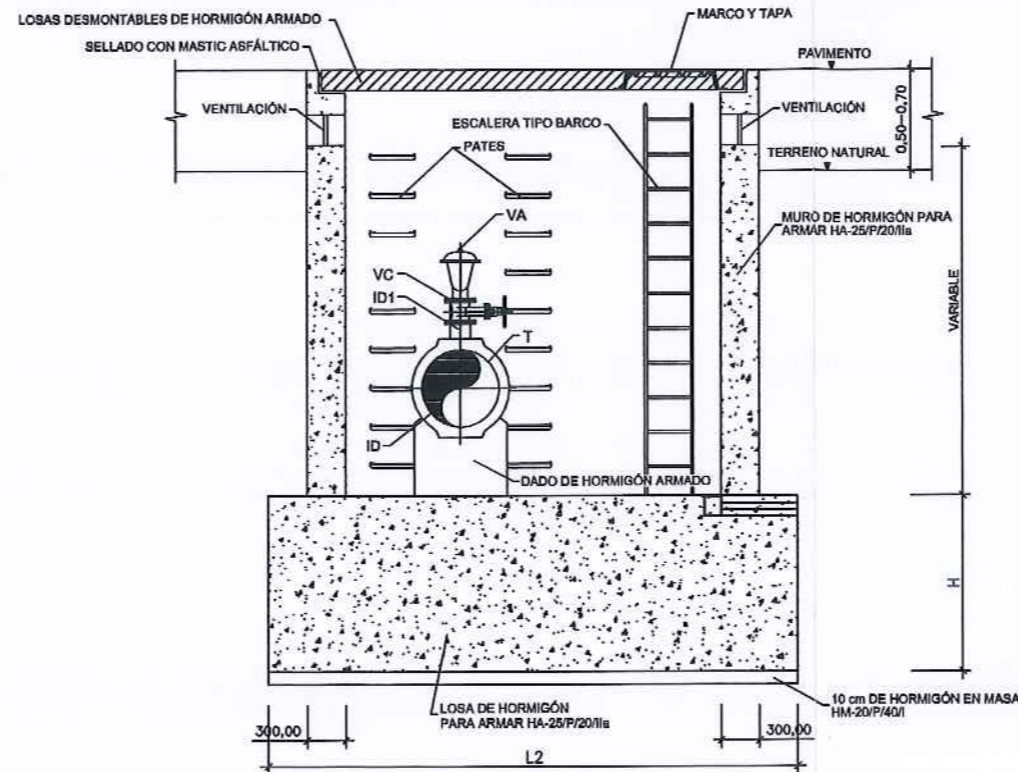 LOSAS DESMONTABLES DE HORMIGÓN ARMADO
MARCO Y TAPA
SELLADO CON MASTIC ASFÁLTICO
PAVIMENTO
VENTILACIÓN
ESCALERA TIPO BARCO
VENTILACIÓN
0,50-0,70
PATES
TERRENO NATURAL
VA
MURO DE HORMIGÓN PARA
ARMAR HA-25/P/20/IIa
VC
ID1
VARIABLE
T
ID
DADO DE HORMIGÓN ARMADO
H
LOSA DE HORMIGÓN
PARA ARMAR HA-25/P/20/IIa
10 cm DE HORMIGÓN EN MASA
HM-20/P/40/I
300,00
300,00
L2